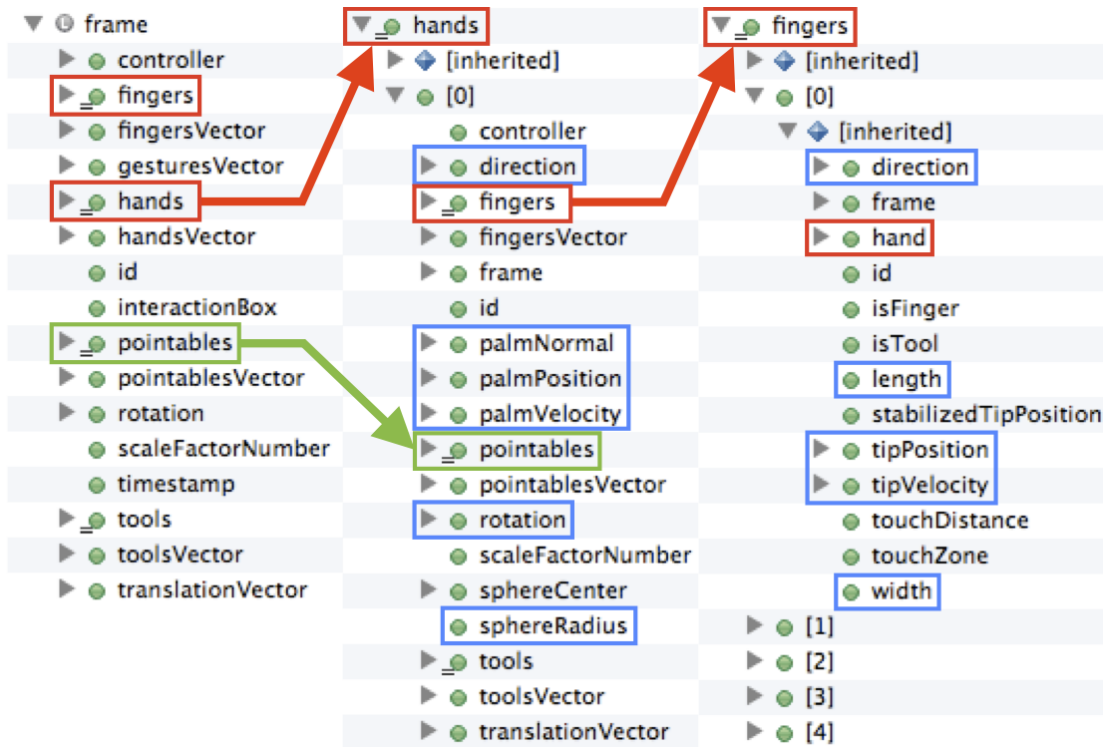 frame
controller
fingers
fingersVector
gesturesVector
hands
handsVector
id
interactionBox
pointables
pointablesVector
rotation
scaleFactorNumber
timestamp
tools
toolsVector
translationVector
hands
[inherited]
[0]
controller
direction
fingers
fingersVector
frame
id
palmNormal
palmPosition
palmVelocity
pointables
pointablesVector
rotation
scaleFactorNumber
sphereCenter
sphereRadius
tools
toolsVector
translationVector
fingers
[inherited]
[0]
[inherited]
direction
frame
hand
id
isFinger
isTool
length
stabilizedTipPosition
tipPosition
tipVelocity
touchDistance
touchZone
width
[1]
[2]
[3]
[4]